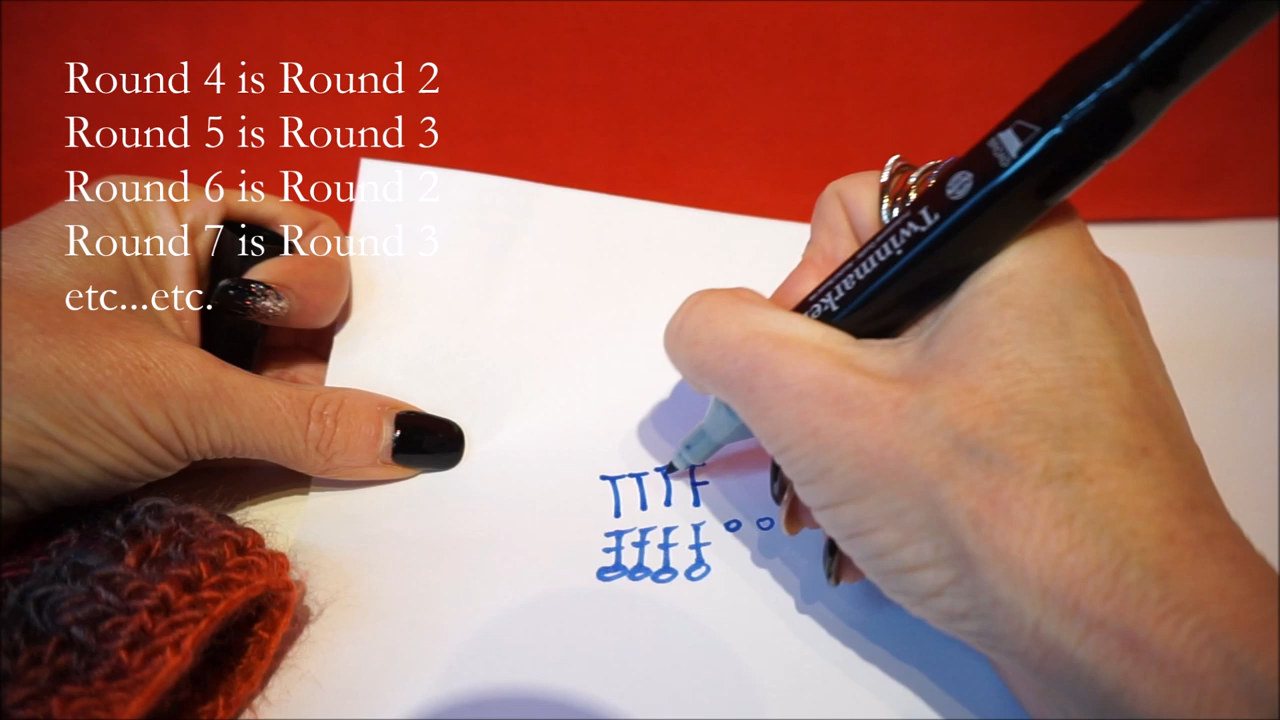 Round 4 is Round 2
Round 5 is Round 3
Round 6 is Round 2
Round 7 is Round 3
etc...etc.
Twinmarker